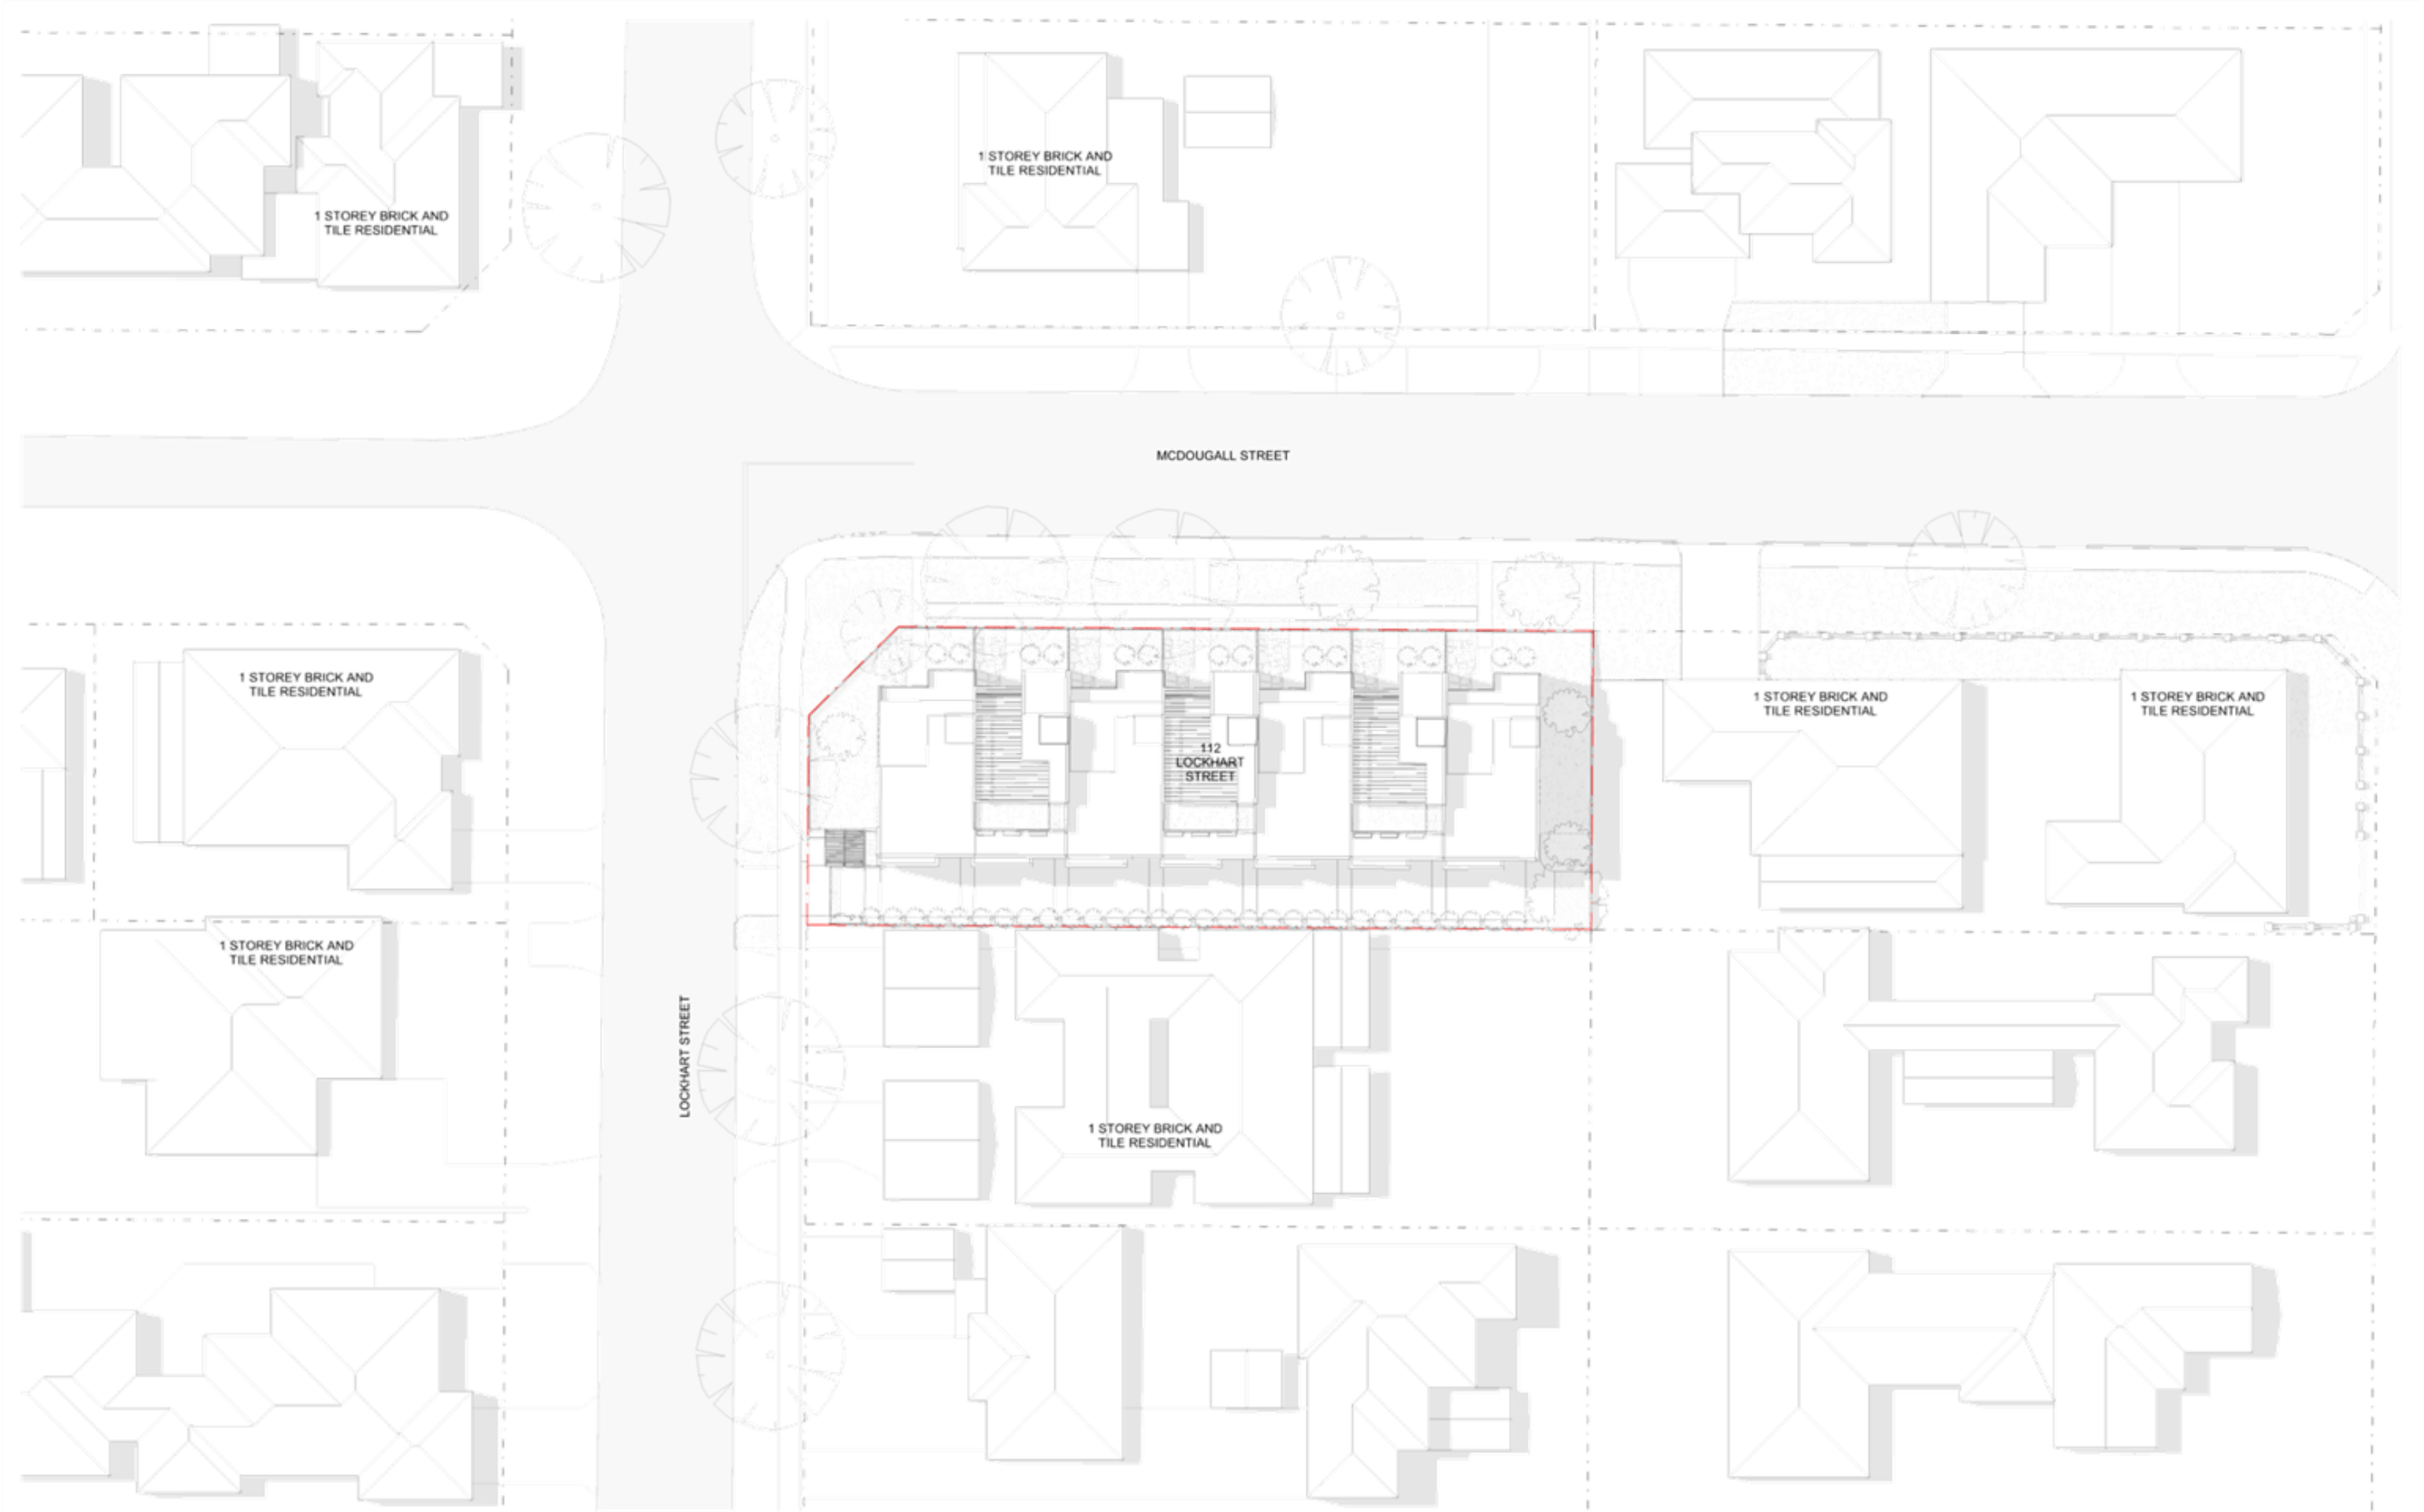 1 STOREY BRICK AND
TILE RESIDENTIAL
1 STOREY BRICK AND
TILE RESIDENTIAL
MCDOUGALL STREET
1 STOREY BRICK AND
TILE RESIDENTIAL
1 STOREY BRICK AND
TILE RESIDENTIAL
1 STOREY BRICK AND
TILE RESIDENTIAL
112
LOCKHART
STREET
1 STOREY BRICK AND
TILE RESIDENTIAL
LOCKHART STREET
1 STOREY BRICK AND
TILE RESIDENTIAL